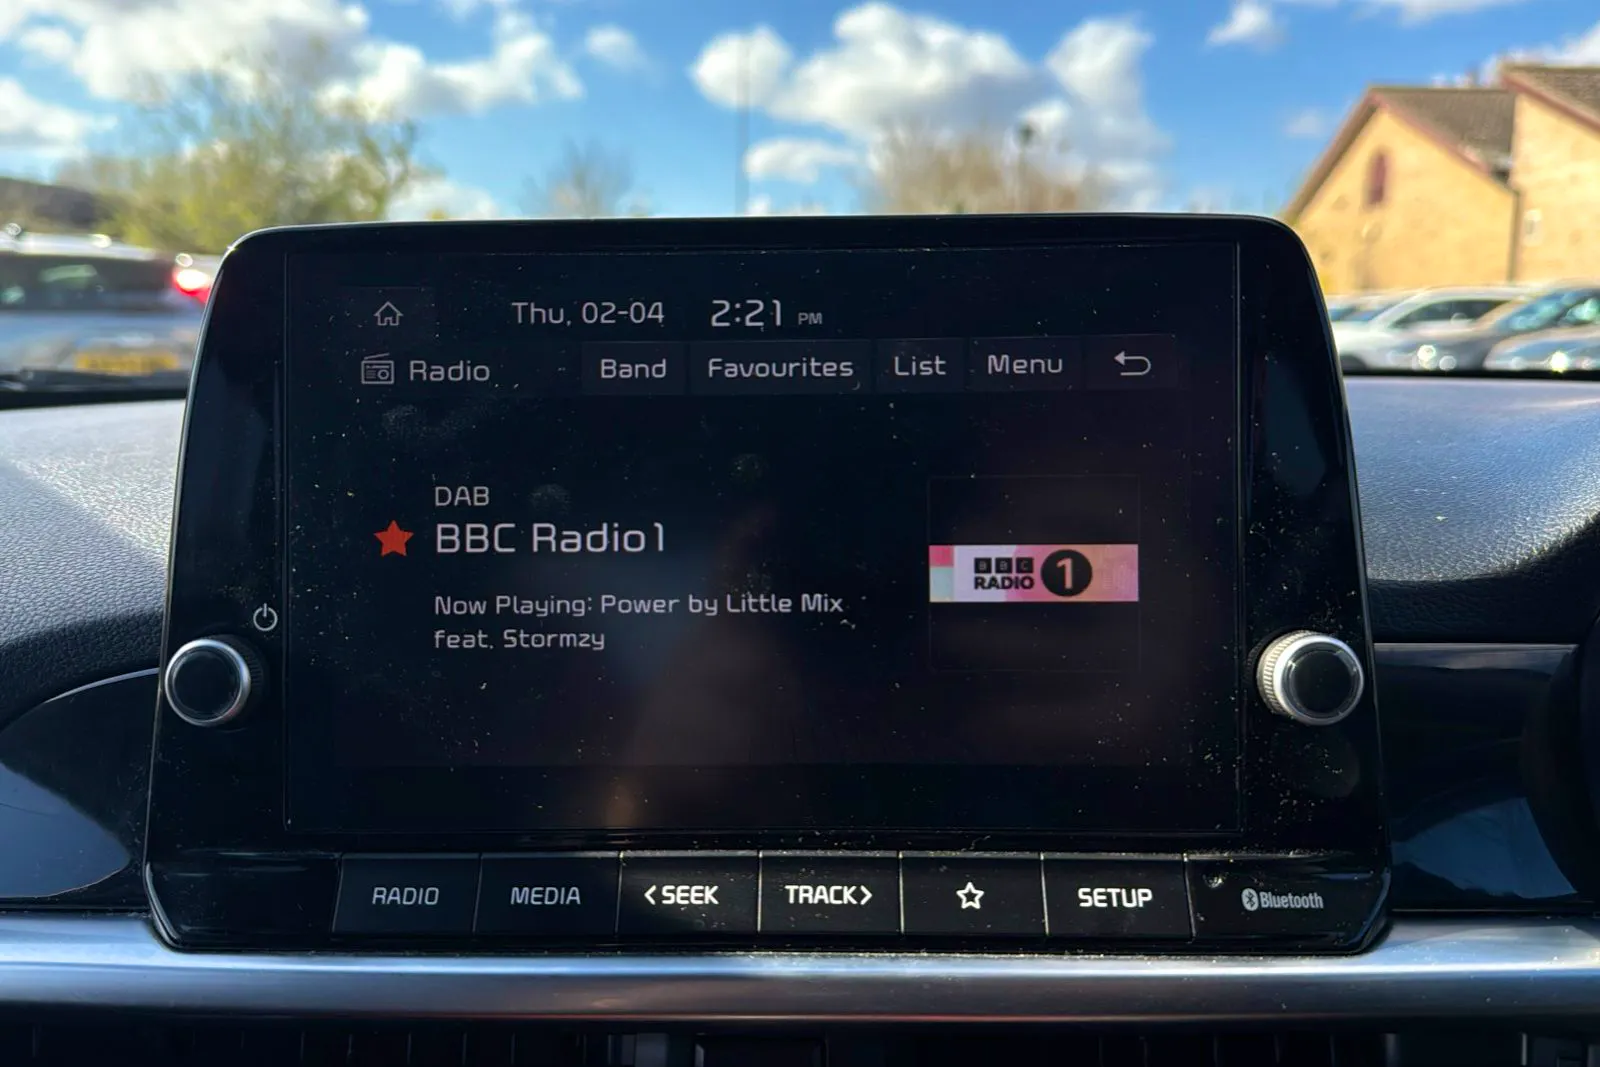 Thu, 02-04 2:21 PM
Radio Band Favourites List Menu
DAB
BBC Radio1
Now Playing: Power by Little Mix
feat. Stormzy
BBC
RADIO 1
RADIO MEDIA <SEEK TRACK> SETUP Bluetooth